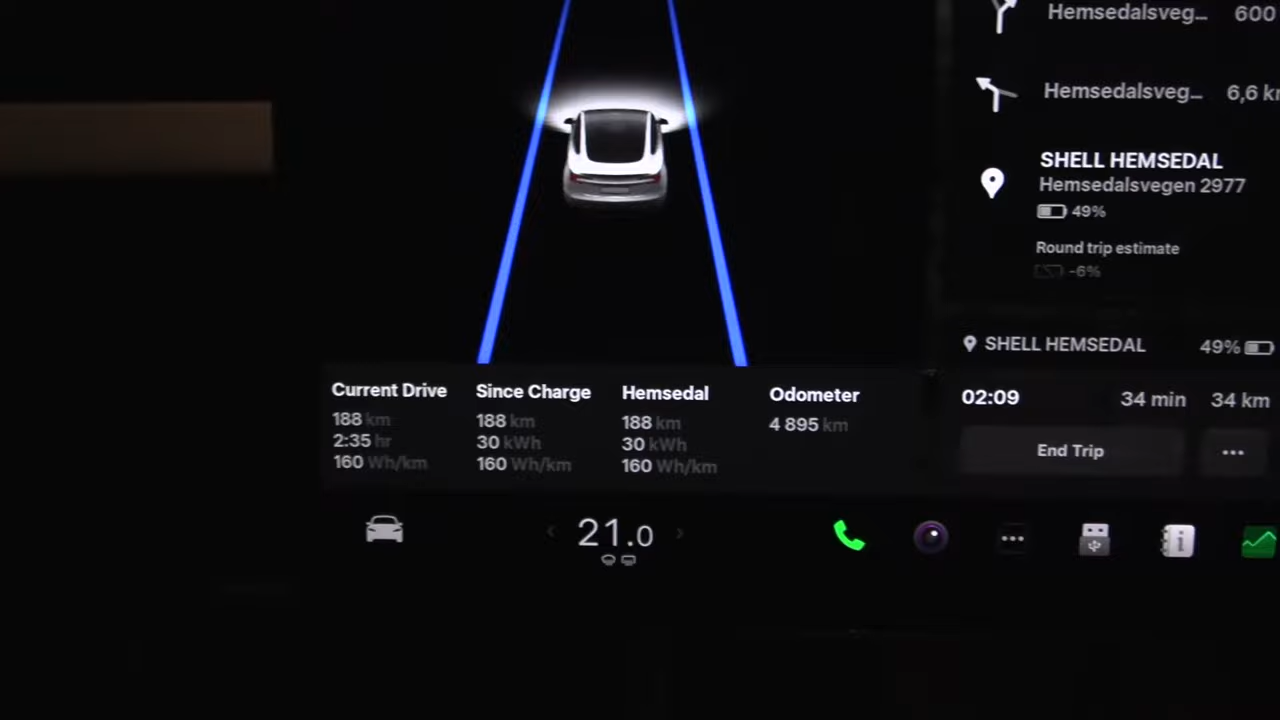 Hemsedalsveg... 600
Hemsedalsveg... 6,6 km
SHELL HEMSEDAL
Hemsedalsvegen 2977
49%
Round trip estimate
-6%
SHELL HEMSEDAL 49%
Current Drive
188 km
2:35 hr
160 Wh/km
Since Charge
188 km
30 kWh
160 Wh/km
Hemsedal
188 km
30 kWh
160 Wh/km
Odometer
4 895 km
02:09 34 min 34 km
End Trip
21.0